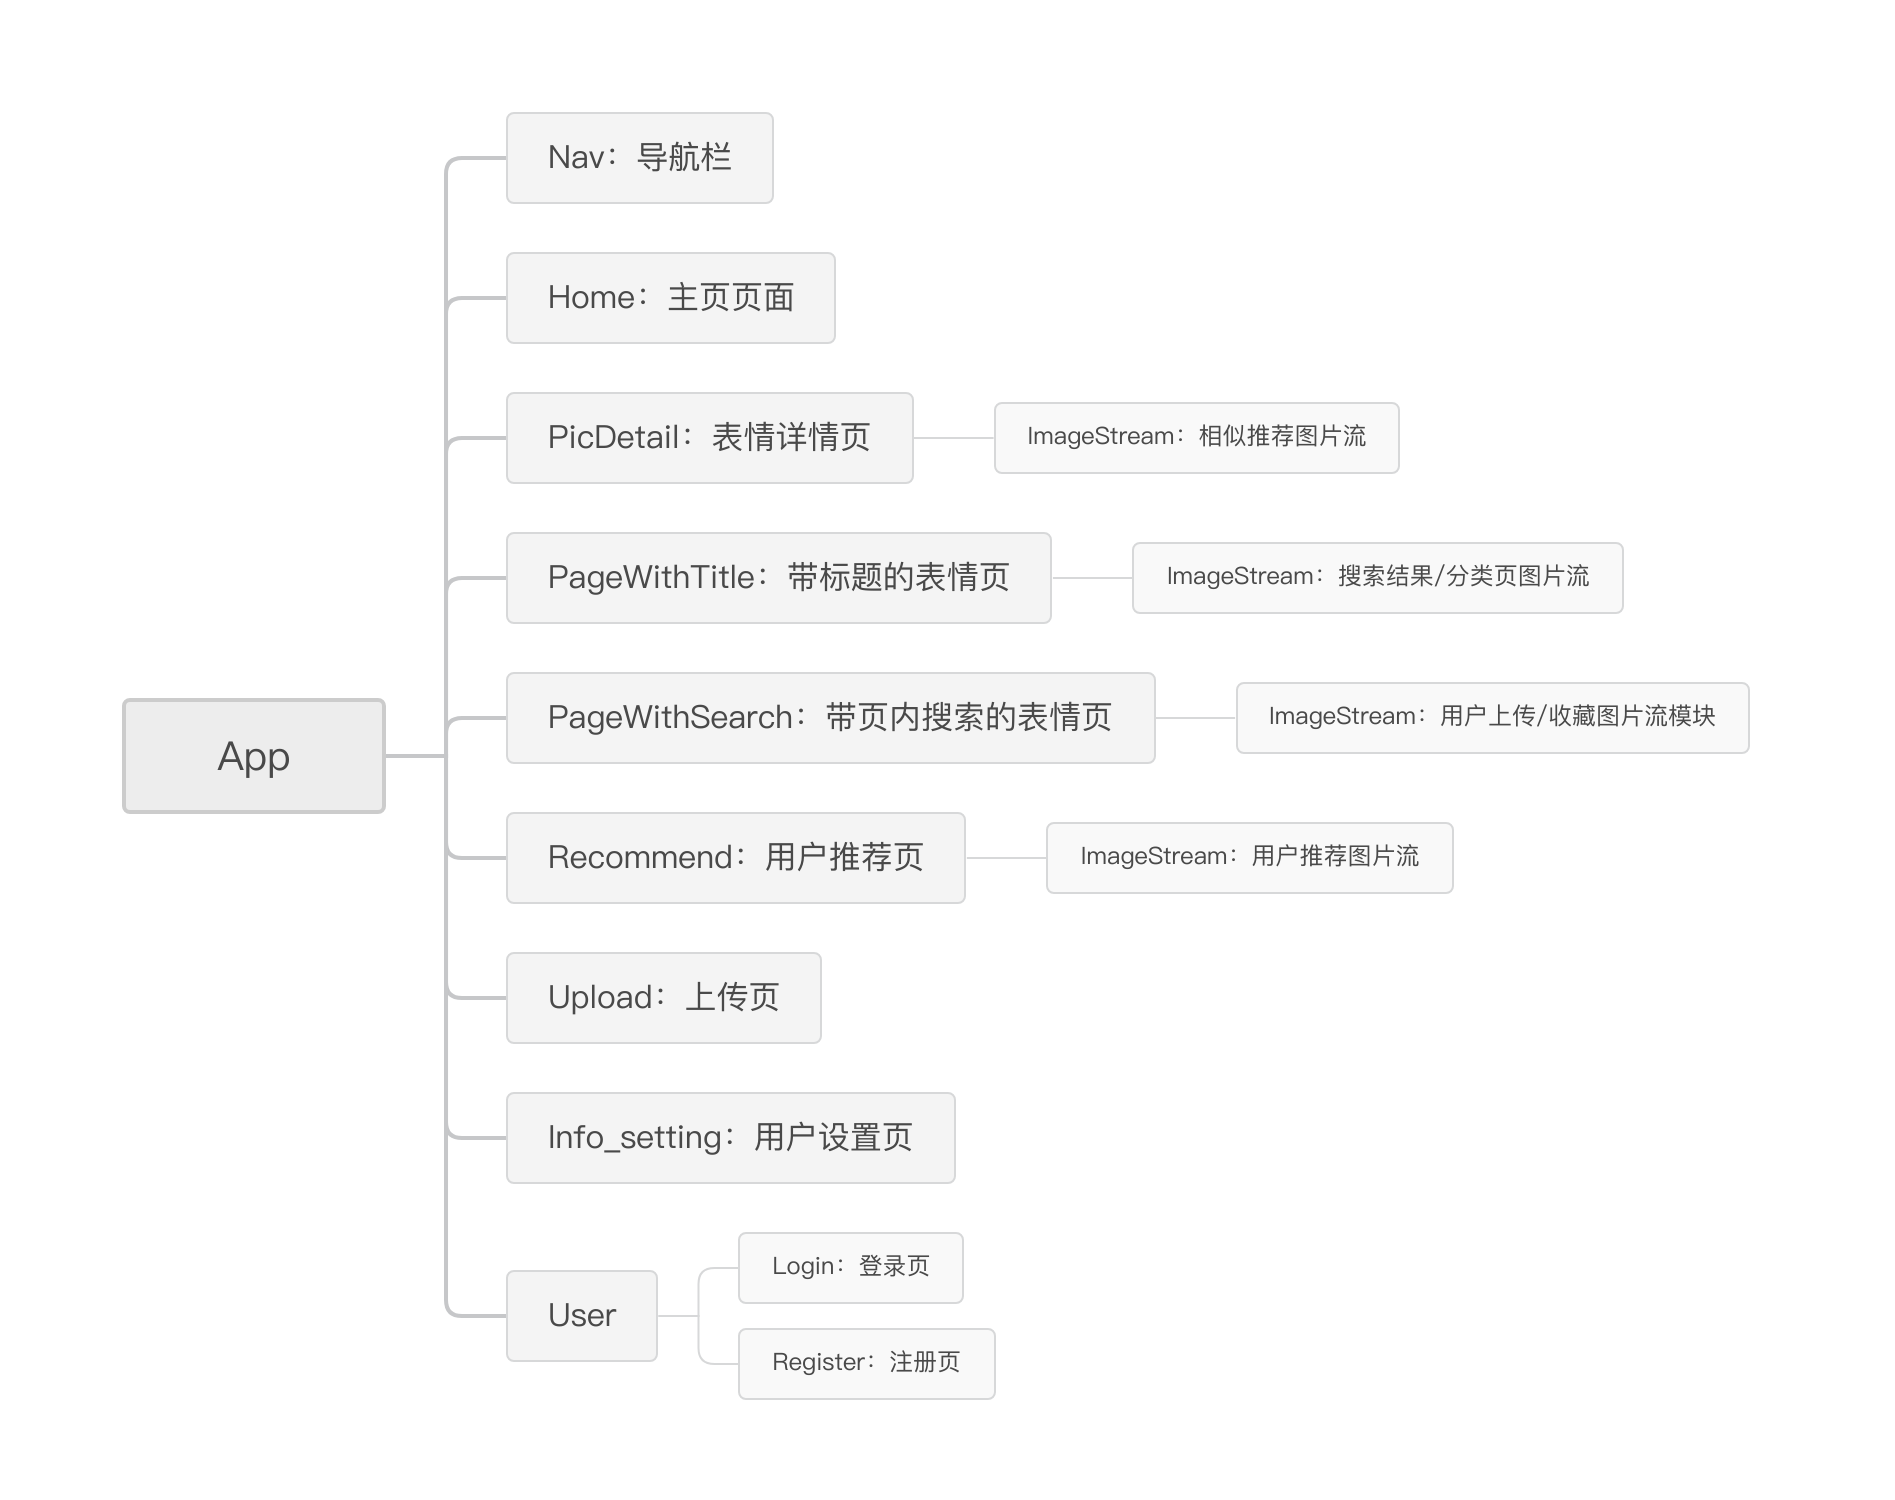 Nav：导航栏
Home：主页页面
PicDetail：表情详情页
ImageStream：相似推荐图片流
PageWithTitle：带标题的表情页
ImageStream：搜索结果/分类页图片流
PageWithSearch：带页内搜索的表情页
ImageStream：用户上传/收藏图片流模块
App
Recommend：用户推荐页
ImageStream：用户推荐图片流
Upload：上传页
Info_setting：用户设置页
User
Login：登录页
Register：注册页